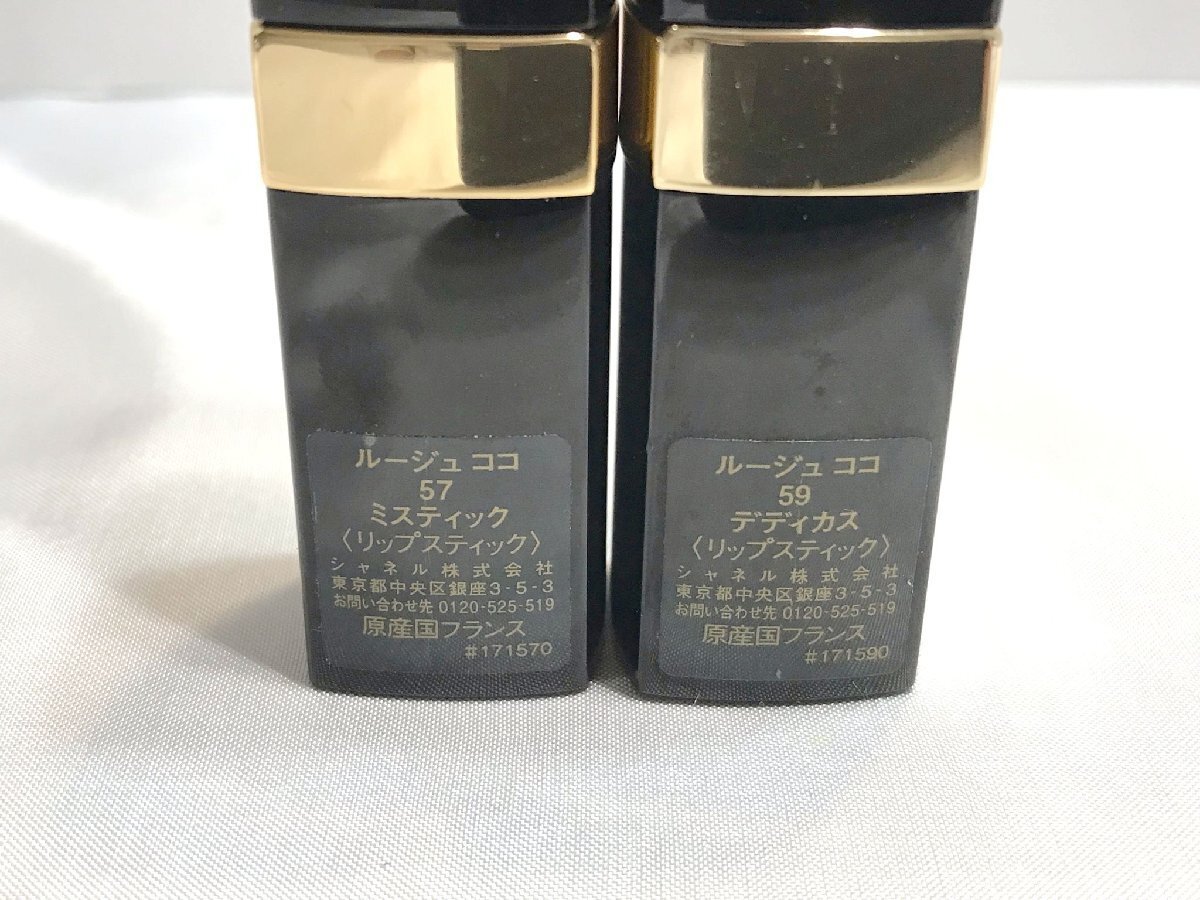 ルージュ ココ
57
ミスティック
〈リップスティック〉
シャネル株式会社
東京都中央区銀座3-5-3
お問い合わせ先 0120-525-519
原産国フランス
#171570
ルージュ ココ
59
デディカス
〈リップスティック〉
シャネル株式会社
東京都中央区銀座3-5-3
お問い合わせ先 0120-525-519
原産国フランス
#171590